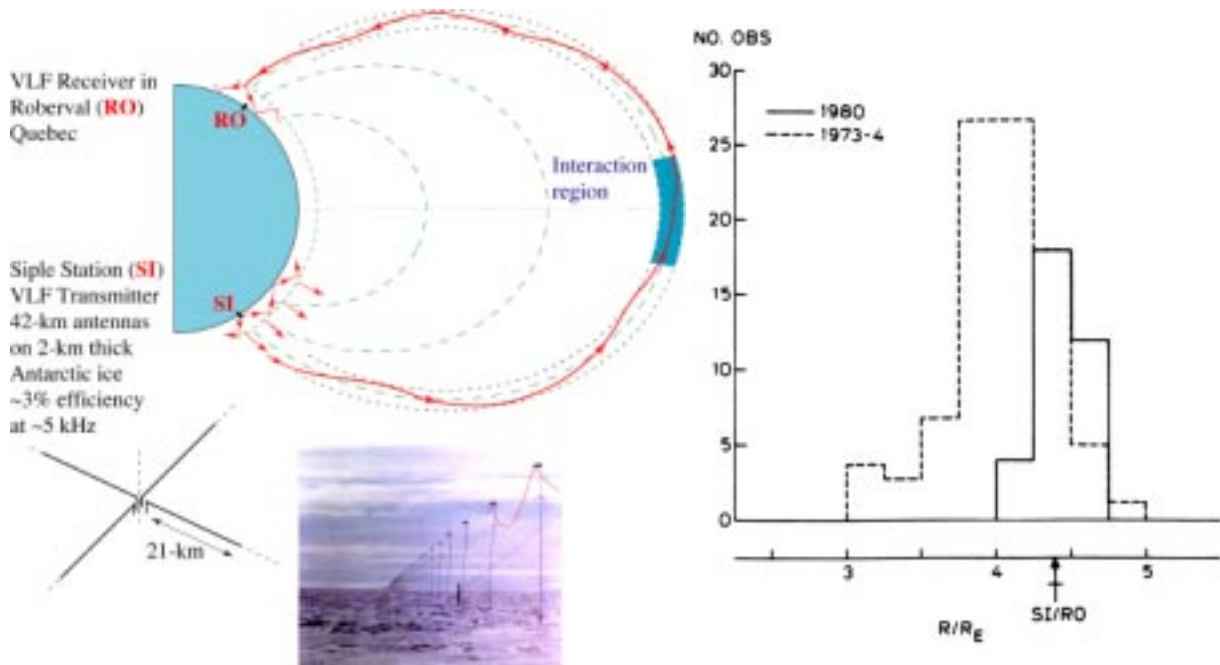 VLF Receiver in
Roberval (RO)
Quebec
RO
Interaction
region
Siple Station (SI)
VLF Transmitter
42-km antennas
on 2-km thick
Antarctic ice
~3% efficiency
at ~5 kHz
SI
21-km
NO. OBS
30
25
20
15
10
5
0
1980
1973-4
3
4
5
SI/RO
R/RE